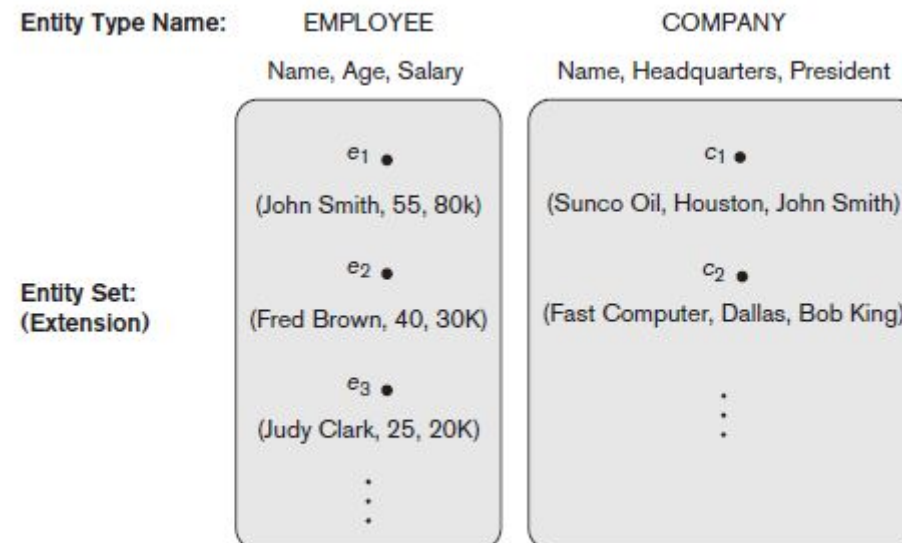 Entity Type Name: EMPLOYEE COMPANY
Name, Age, Salary Name, Headquarters, President
e1 c1
(John Smith, 55, 80k) (Sunco Oil, Houston, John Smith)
e2 c2
Entity Set:
(Extension) (Fred Brown, 40, 30K) (Fast Computer, Dallas, Bob King)
e3
(Judy Clark, 25, 20K)